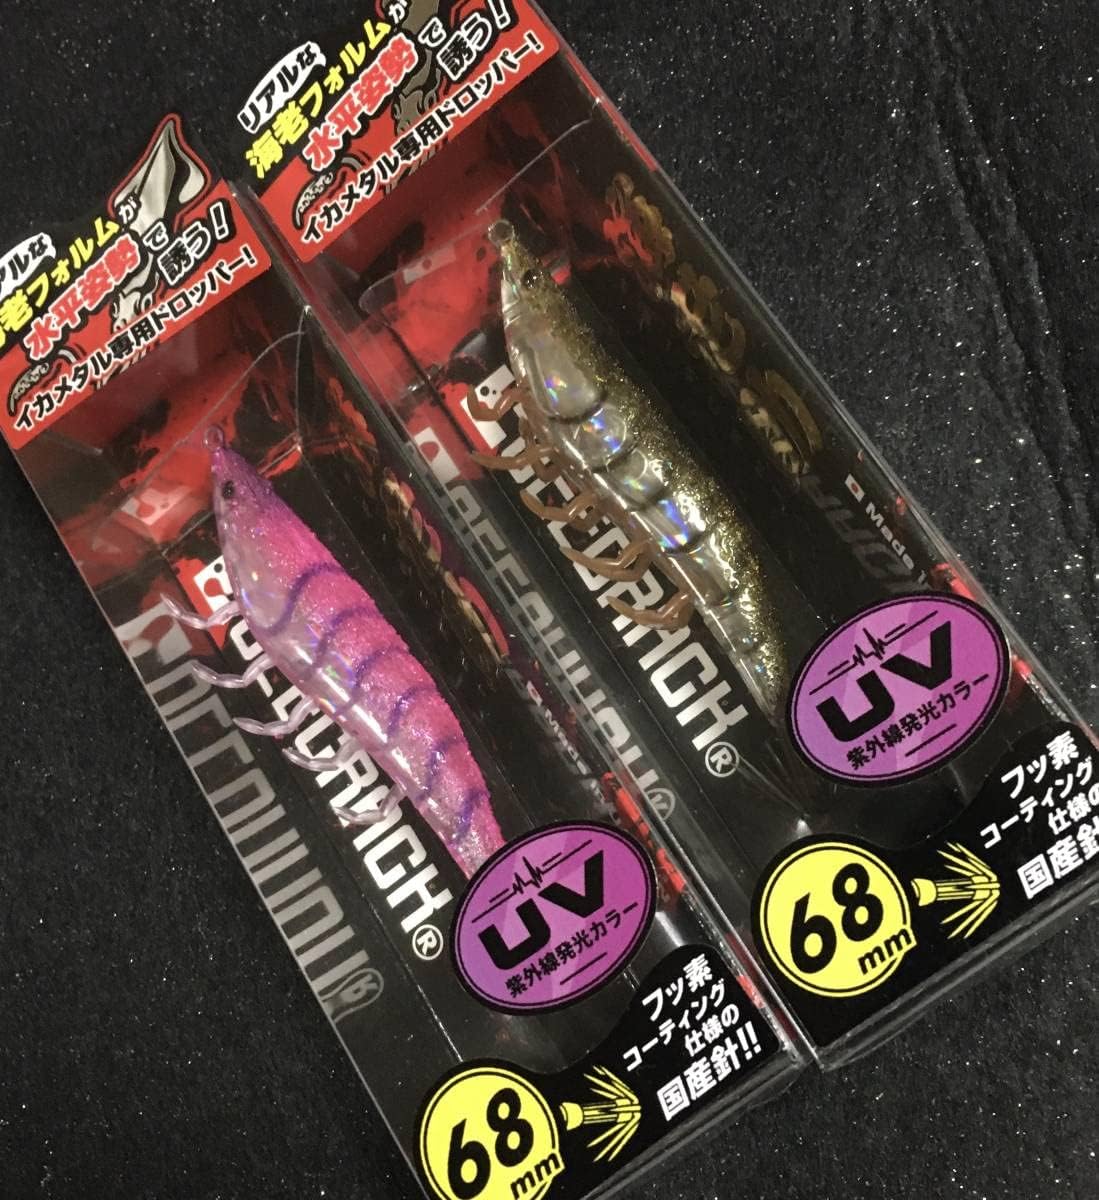 リアルな
海老フォルムが
水平姿勢で
誘う!
イカメタル専用ドロッパー!
Made
UV
紫外線発光カラー
フッ素
コーティング
仕様の
国産針
68
mm
老フォルムが
水平姿勢で
誘う!
イカメタル専用ドロッパー!
UV
紫外線発光カラー
フッ素
コーティング
仕様の
国産針!!
68
mm